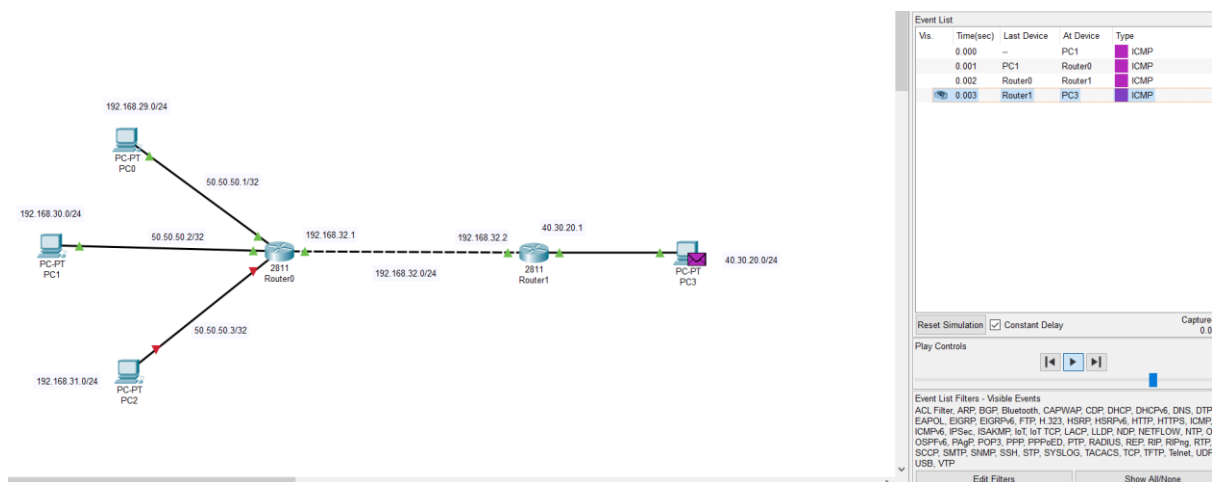 192.168.29.0/24
PC-PT
PC0
50.50.50.1/32
192.168.30.0/24
50.50.50.2/32
PC-PT
PC1
192.168.32.1
2811
Router0
192.168.32.0/24
192.168.32.2
40.30.20.1
2811
Router1
PC-PT
PC3
40.30.20.0/24
50.50.50.3/32
192.168.31.0/24
PC-PT
PC2
Event List
Vis. Time(sec) Last Device At Device Type
0.000 -- PC1 ICMP
0.001 PC1 Router0 ICMP
0.002 Router0 Router1 ICMP
0.003 Router1 PC3 ICMP
Reset Simulation Constant Delay
Play Controls
Event List Filters - Visible Events
ACL Filter, ARP, BGP, Bluetooth, CAPWAP, CDP, DHCP, DHCPv6, DNS, DTP
EAPOL, EIGRP, EIGRPv6, FTP, H.323, HSRP, HSRPv6, HTTP, HTTPS, ICMP,
ICMPv6, IPSec, ISAKMP, IoT, IoT TCP, LACP, LLDP, NDP, NETFLOW, NTP, O
OSPFv6, PAgP, POP3, PPP, PPPoED, PTP, RADIUS, REP, RIP, RIPng, RTP,
SCCP, SMTP, SNMP, SSH, STP, SYSLOG, TACACS, TCP, TFTP, Telnet, UDP
USB, VTP
Edit Filters Show All/None